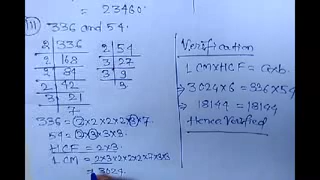 = 23460.
(iii) 336 and 54.
2 | 336
2 | 168
2 | 84
2 | 42
3 | 21
7
2 | 54
3 | 27
3 | 9
336 = 2×2×2×2×3×7.
54 = 2×3×3×3
HCF = 2×3.
LCM = 2×3×2×2×2×7×3×3
= 3024.
Verification
LCM×HCF =
→ 3024×6 = 336×54
→ 18144 = 18144
Hence Verified